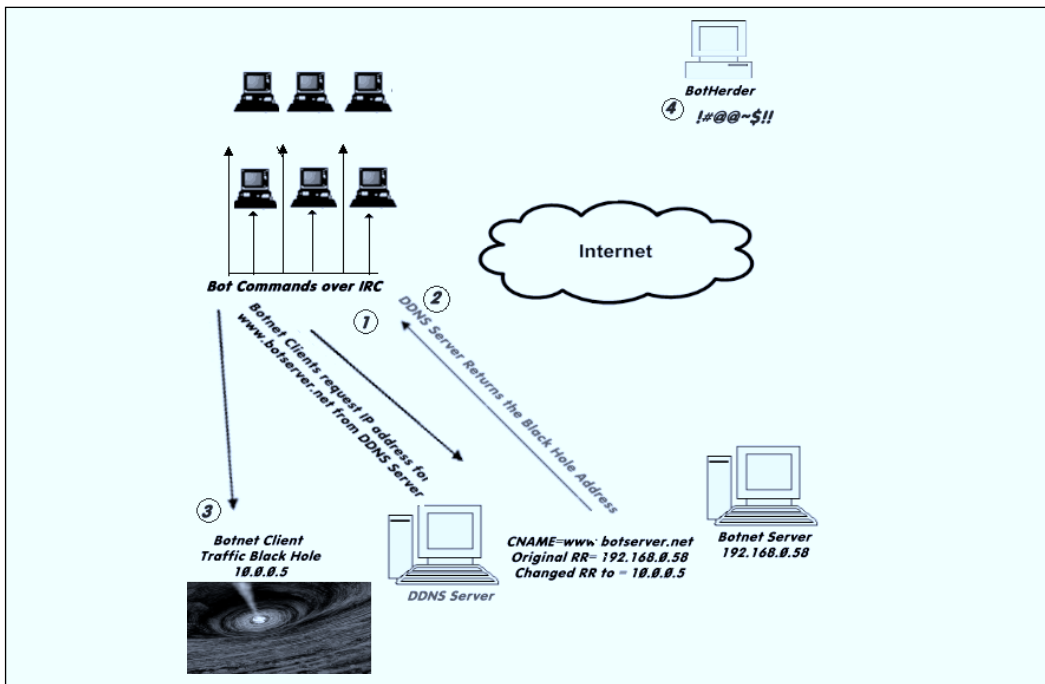 BotHerder
4 !#@@~$!!
Internet
Bot Commands over IRC
1
Botnet Clients request IP address for
www.botserver.net from DDNS Server
2
DDNS Server Returns the Black Hole Address
3
Botnet Client
Traffic Black Hole
10.0.0.5
DDNS Server
CNAME=www.botserver.net
Original RR= 192.168.0.58
Changed RR to = 10.0.0.5
Botnet Server
192.168.0.58